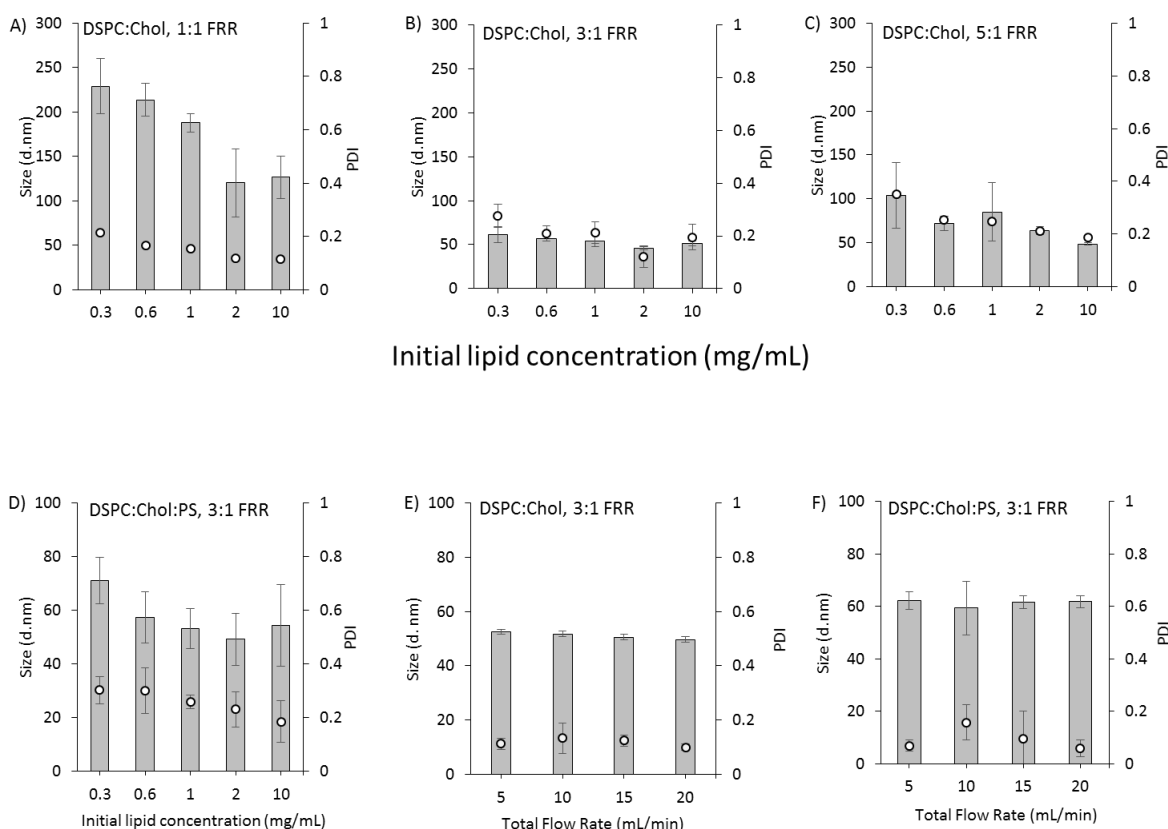 A)
DSPC:Chol, 1:1 FRR
300
250
200
150
100
50
0
Size (d.nm)
1
0.8
0.6
0.4
0.2
0
PDI
0.3 0.6 1 2 10
B)
DSPC:Chol, 3:1 FRR
300
250
200
150
100
50
0
Size (d.nm)
1
0.8
0.6
0.4
0.2
0
PDI
0.3 0.6 1 2 10
C)
DSPC:Chol, 5:1 FRR
300
250
200
150
100
50
0
Size (d.nm)
1
0.8
0.6
0.4
0.2
0
PDI
0.3 0.6 1 2 10
Initial lipid concentration (mg/mL)
D)
DSPC:Chol:PS, 3:1 FRR
100
80
60
40
20
0
Size (d.nm)
1
0.8
0.6
0.4
0.2
0
PDI
0.3 0.6 1 2 10
Initial lipid concentration (mg/mL)
E)
DSPC:Chol, 3:1 FRR
100
80
60
40
20
0
Size (d.nm)
1
0.8
0.6
0.4
0.2
0
PDI
5 10 15 20
Total Flow Rate (mL/min)
F)
DSPC:Chol:PS, 3:1 FRR
100
80
60
40
20
0
Size (d.nm)
1
0.8
0.6
0.4
0.2
0
PDI
5 10 15 20
Total Flow Rate (mL/min)